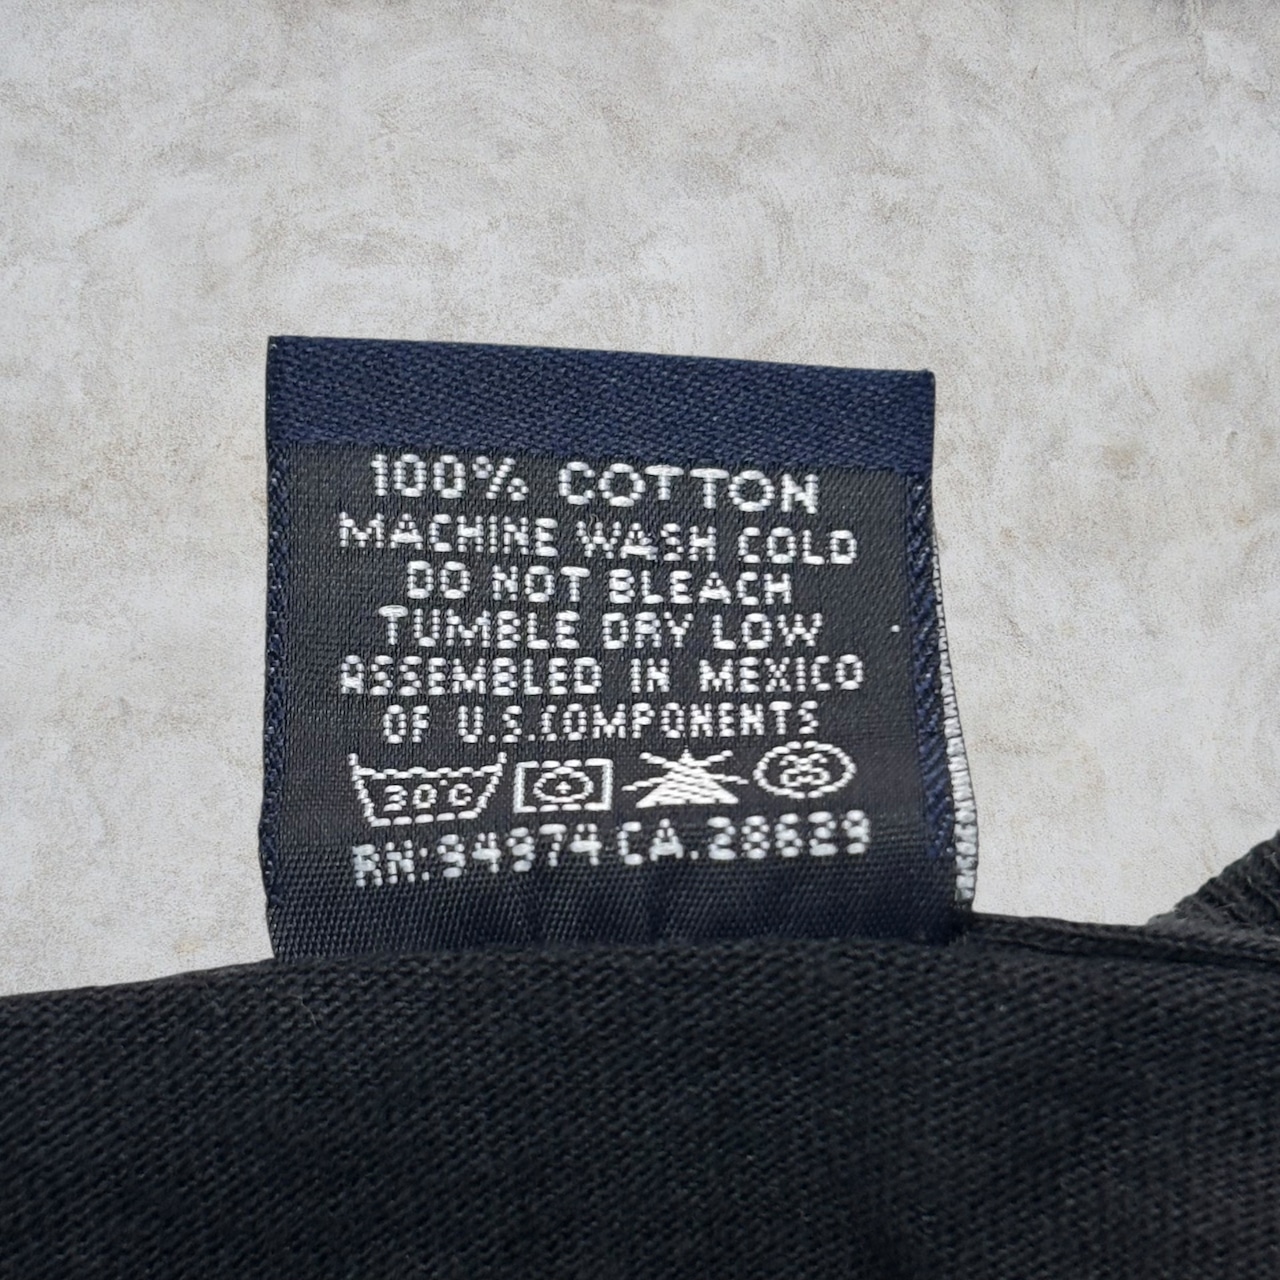 100% COTTON
MACHINE WASH COLD
DO NOT BLEACH
TUMBLE DRY LOW
ASSEMBLED IN MEXICO
OF U.S.COMPONENTS
30°C
RN:94974 CA.28629